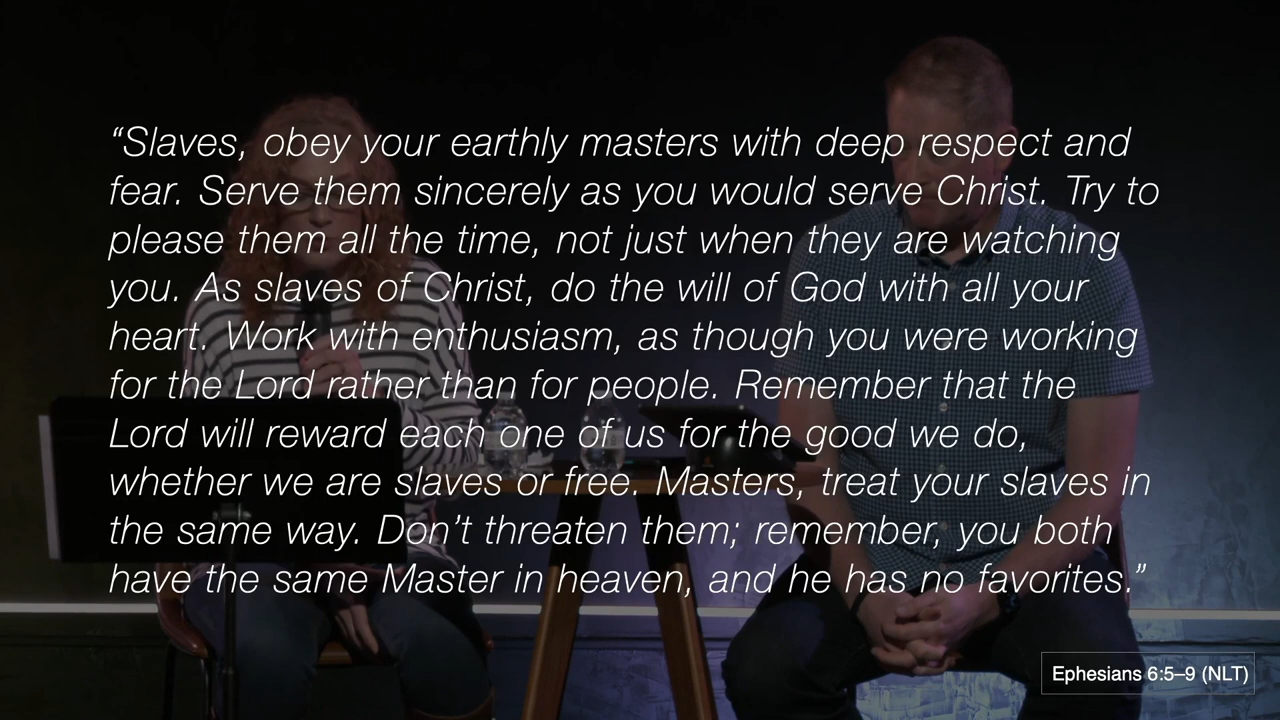 “Slaves, obey your earthly masters with deep respect and
fear. Serve them sincerely as you would serve Christ. Try to
please them all the time, not just when they are watching
you. As slaves of Christ, do the will of God with all your
heart. Work with enthusiasm, as though you were working
for the Lord rather than for people. Remember that the
Lord will reward each one of us for the good we do,
whether we are slaves or free. Masters, treat your slaves in
the same way. Don’t threaten them; remember, you both
have the same Master in heaven, and he has no favorites.”
Ephesians 6:5–9 (NLT)